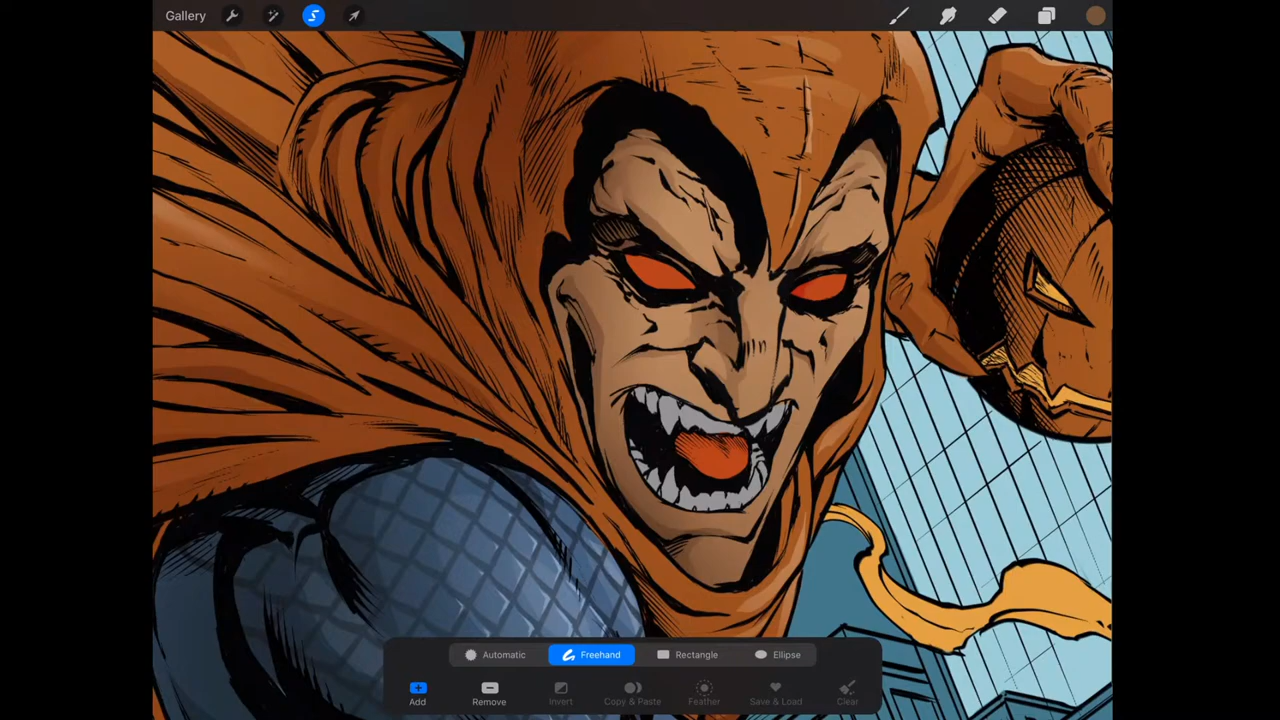 Gallery
Automatic Freehand Rectangle Ellipse
Add Remove Invert Copy & Paste Feather Save & Load Clear